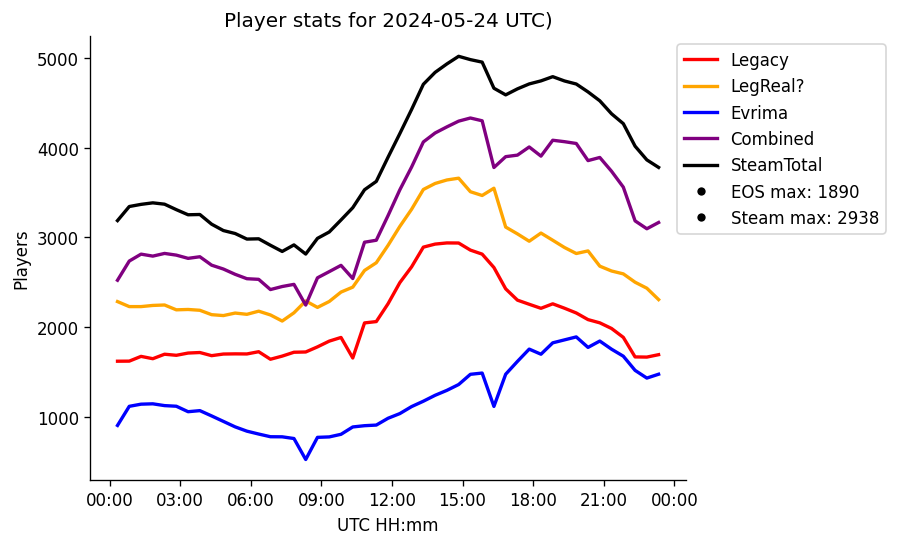 Player stats for 2024-05-24 UTC)
Players
5000
4000
3000
2000
1000
00:00 03:00 06:00 09:00 12:00 15:00 18:00 21:00 00:00
UTC HH:mm
Legacy
LegReal?
Evrima
Combined
SteamTotal
EOS max: 1890
Steam max: 2938